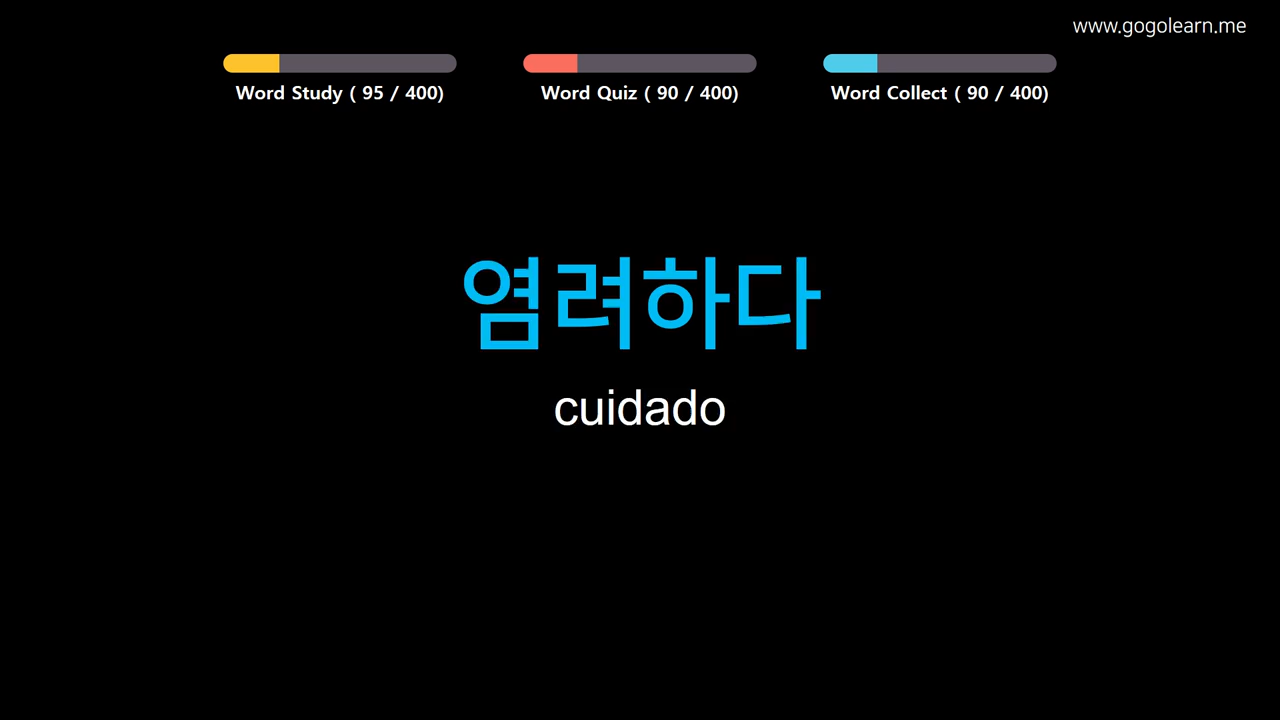 www.gogolearn.me
Word Study ( 95 / 400)
Word Quiz ( 90 / 400)
Word Collect ( 90 / 400)
염려하다
cuidado